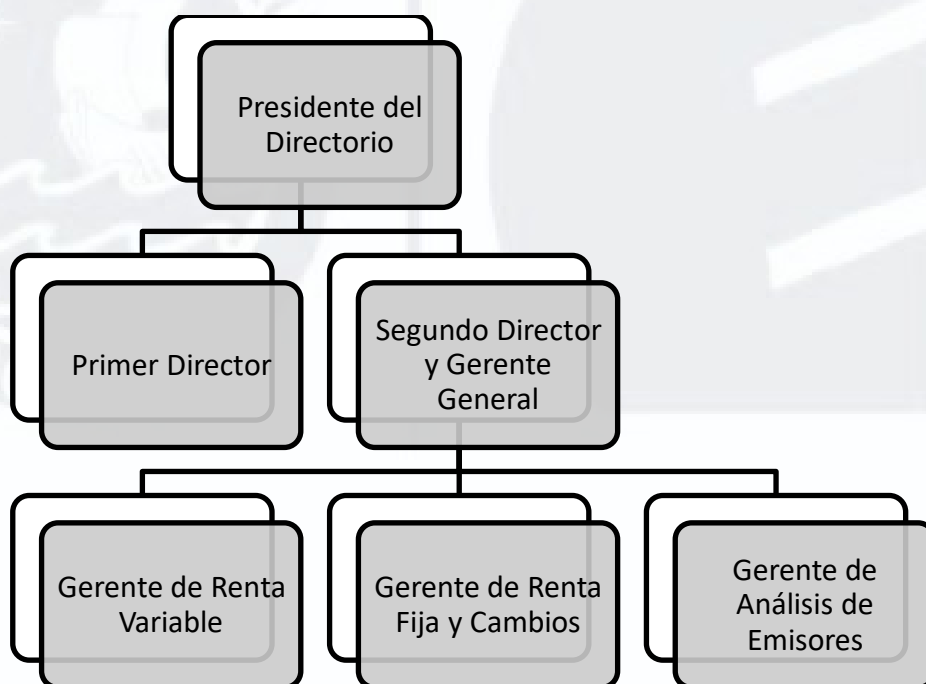 Presidente del
Directorio
Primer Director
Segundo Director
y Gerente
General
Gerente de Renta
Variable
Gerente de Renta
Fija y Cambios
Gerente de
Análisis de
Emisores